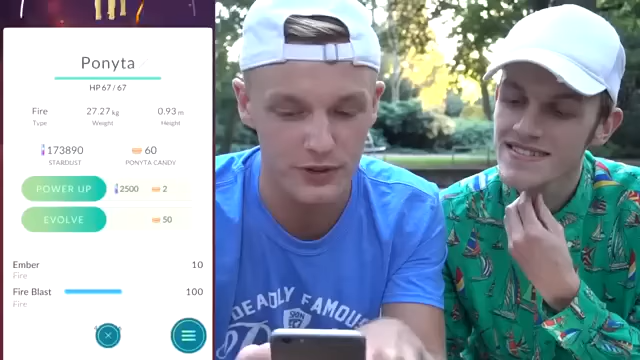 Ponyta
HP 67 / 67
Fire
27.27 kg
0.93 m
Type
Weight
Height
173890
60
STARDUST
PONYTA CANDY
POWER UP
2500
2
EVOLVE
50
Ember
10
Fire
Fire Blast
100
Fire
DEADLY FAMOUS